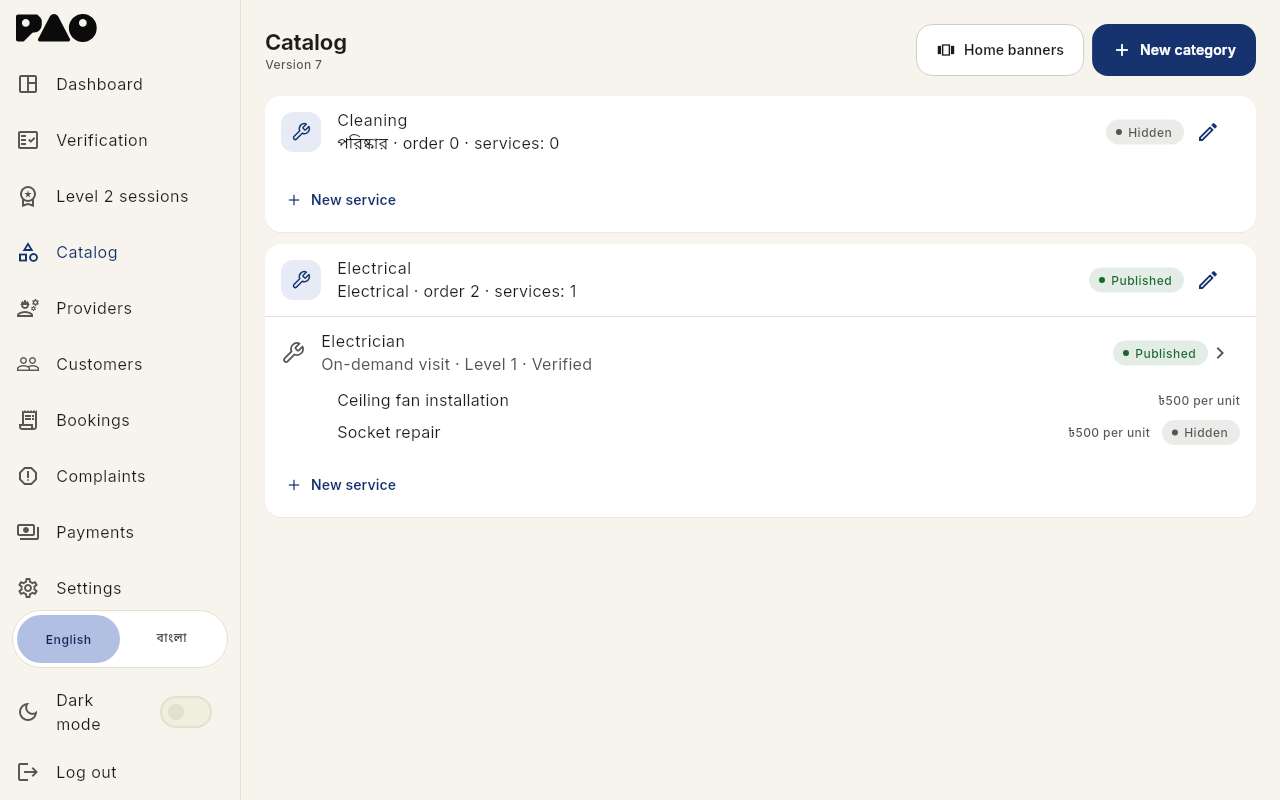 PAO
Dashboard
Verification
Level 2 sessions
Catalog
Providers
Customers
Bookings
Complaints
Payments
Settings
English
বাংলা
Dark
mode
Log out
Catalog
Version 7
Home banners
New category
Cleaning
পরিষ্কার · order 0 · services: 0
Hidden
New service
Electrical
Electrical · order 2 · services: 1
Published
Electrician
On-demand visit · Level 1 · Verified
Published
Ceiling fan installation
৳500 per unit
Socket repair
৳500 per unit
Hidden
New service